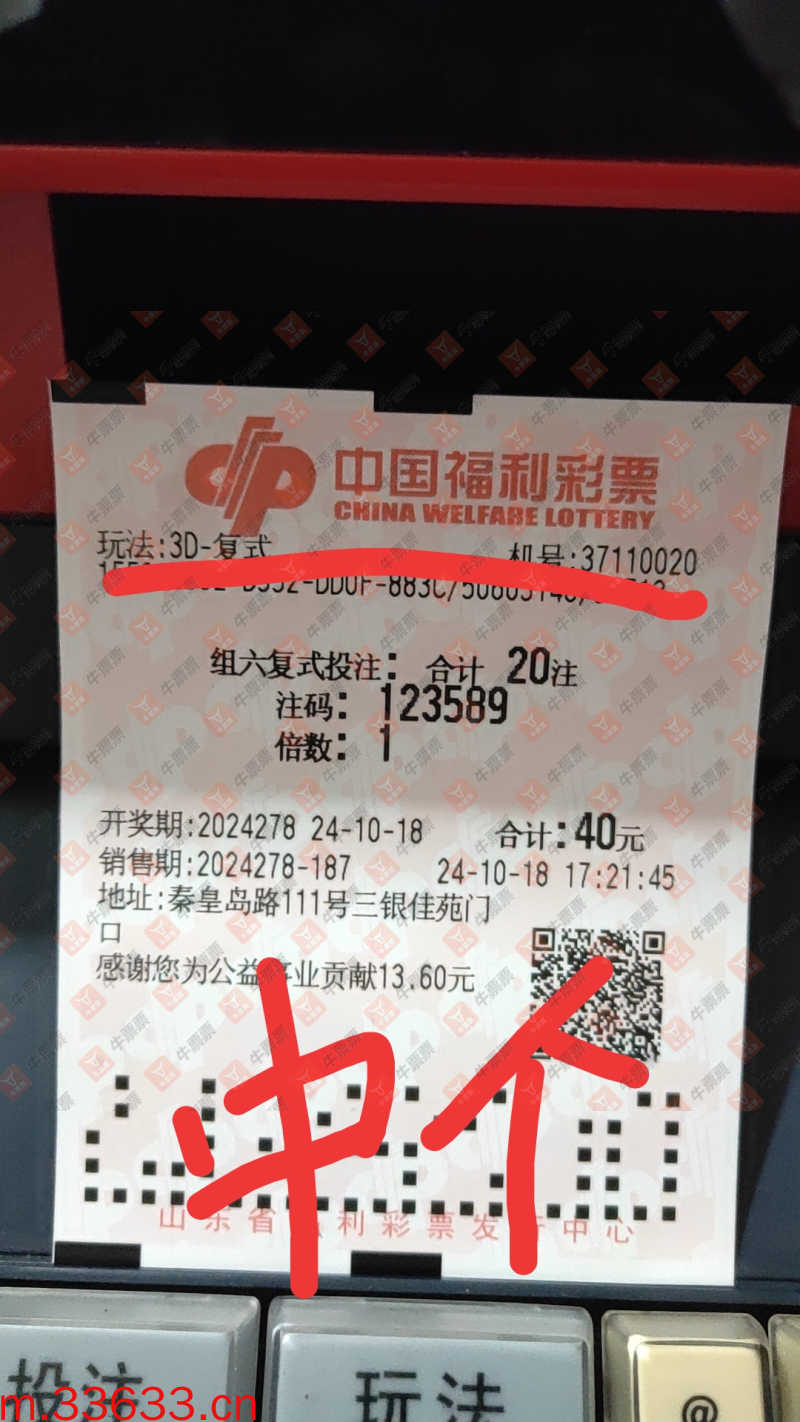 中国福利彩票
CHINA WELFARE LOTTERY
玩法:3D-复式 机号:37110020
组六复式投注: 合计 20注
注码: 123589
倍数: 1
开奖期:2024278 24-10-18 合计:40元
销售期:2024278-187 24-10-18 17:21:45
地址:秦皇岛路111号三银佳苑门
口
感谢您为公益事业贡献13.60元
中个
山东省福利彩票发行中心
投注 玩法 @
m.33633.cn
牛票票